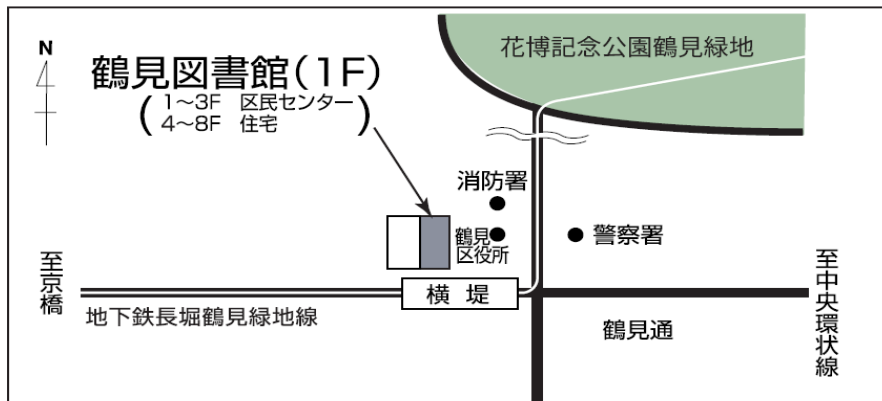 N
花博記念公園鶴見緑地
鶴見図書館(1F)
(1~3F 区民センター
4~8F 住宅)
消防署
鶴見
区役所
警察署
至京橋
至中央環状線
横堤
地下鉄長堀鶴見緑地線
鶴見通